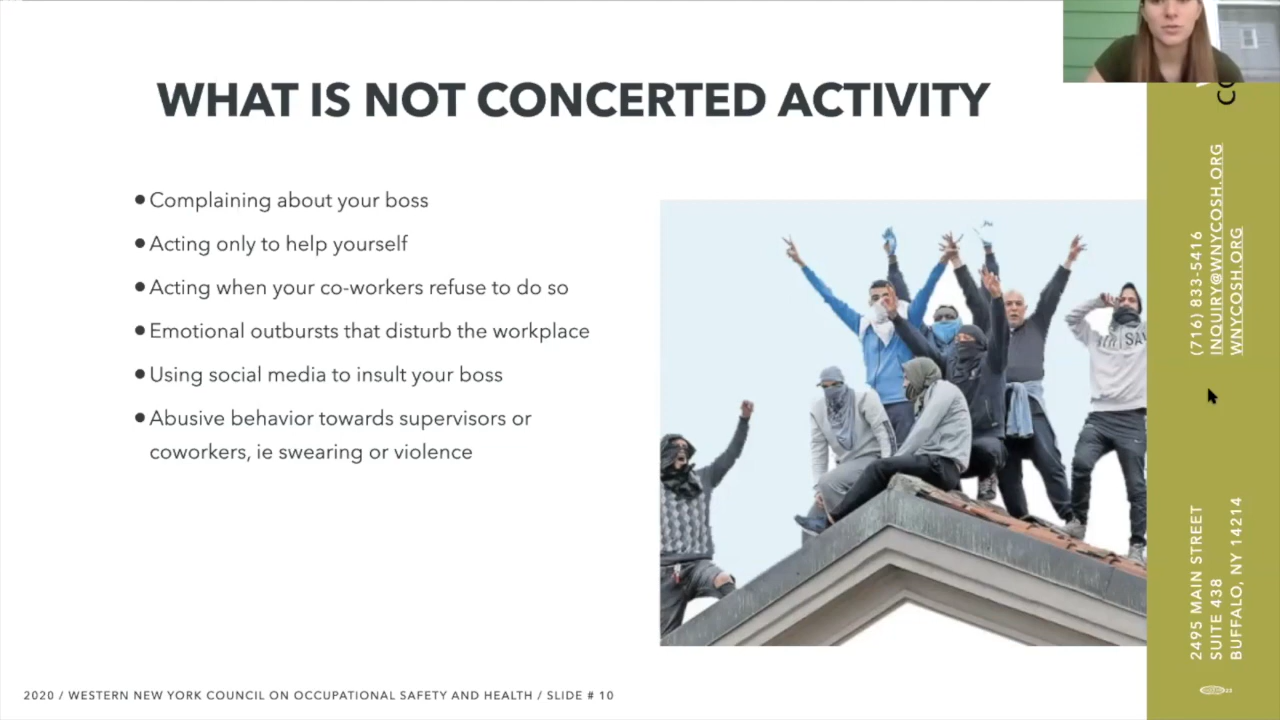 WHAT IS NOT CONCERTED ACTIVITY
Complaining about your boss
Acting only to help yourself
Acting when your co-workers refuse to do so
Emotional outbursts that disturb the workplace
Using social media to insult your boss
Abusive behavior towards supervisors or
coworkers, ie swearing or violence
2020 / WESTERN NEW YORK COUNCIL ON OCCUPATIONAL SAFETY AND HEALTH / SLIDE # 10
(716) 833-5416
INQUIRY@WNYCOSH.ORG
WNYCOSH.ORG
2495 MAIN STREET
SUITE 438
BUFFALO, NY 14214